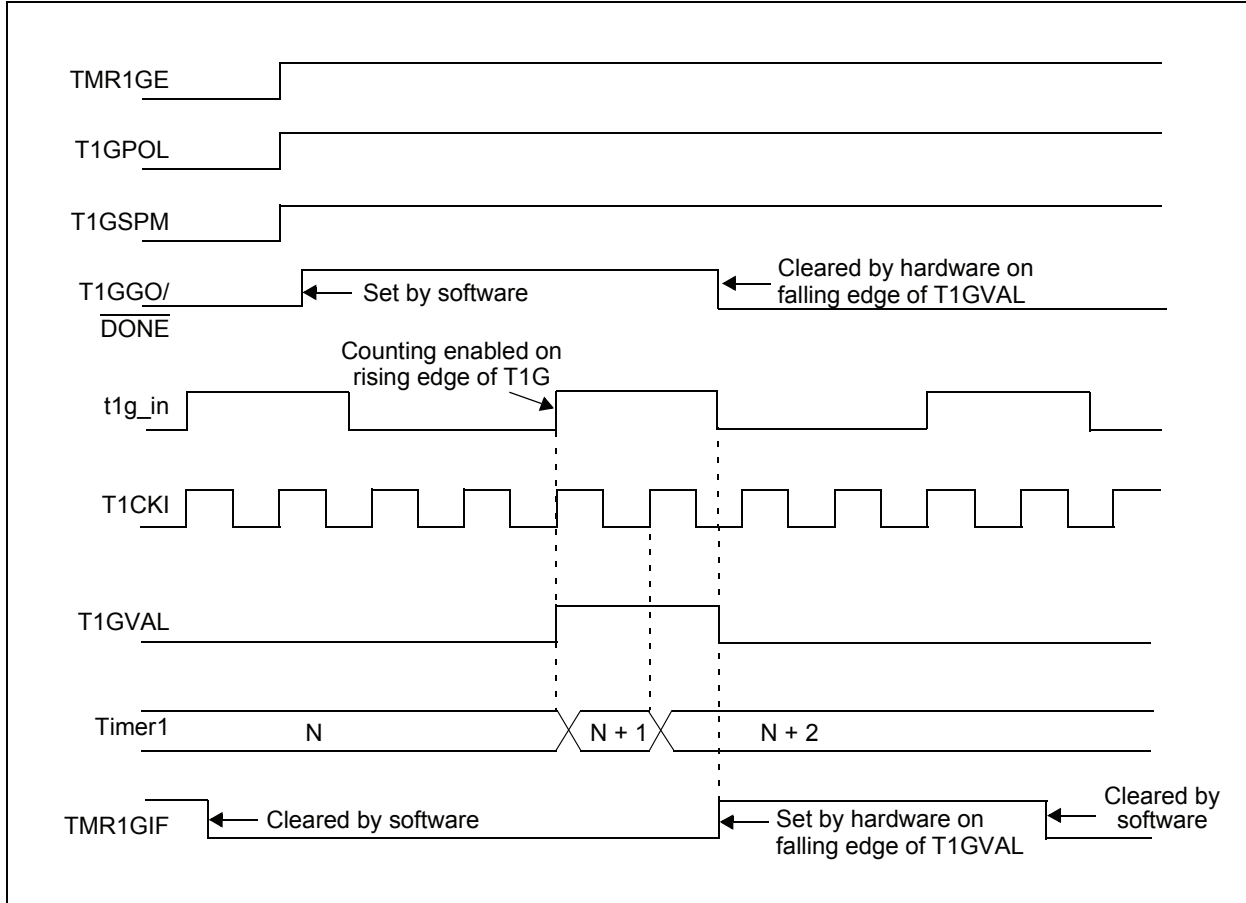 TMR1GE
T1GPOL
T1GSPM
T1GGO/
DONE
Set by software
Cleared by hardware on
falling edge of T1GVAL
Counting enabled on
rising edge of T1G
t1g_in
T1CKI
T1GVAL
Timer1
N
N + 1
N + 2
TMR1GIF
Cleared by software
Set by hardware on
falling edge of T1GVAL
Cleared by
software